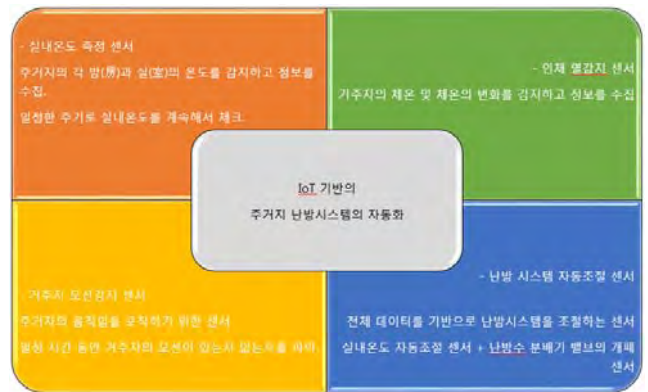 - 실내온도 측정 센서
주거지의 각 방(房)과 실(室)의 온도를 감지하고 정보를
수집.
일정한 주기로 실내온도를 계속해서 체크.
- 인체 열감지 센서
거주지의 체온 및 체온의 변화를 감지하고 정보를 수집
IoT 기반의
주거지 난방시스템의 자동화
- 거주지 모션감지 센서
주거자의 움직임을 포착하기 위한 센서
일정 시간 동안 거주자의 모션이 있는지 없는지를 파악.
- 난방 시스템 자동조절 센서
전체 데이터를 기반으로 난방시스템을 조절하는 센서
실내온도 자동조절 센서 + 난방수 분배기 밸브의 개폐
센서